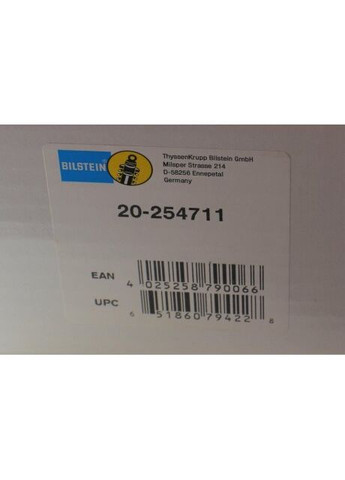 BILSTEIN
ThyssenKrupp Bilstein GmbH
Milsper Strasse 214
D-58256 Ennepetal
Germany
20-254711
EAN
4 025258 790066
UPC
6 51860 79422 8